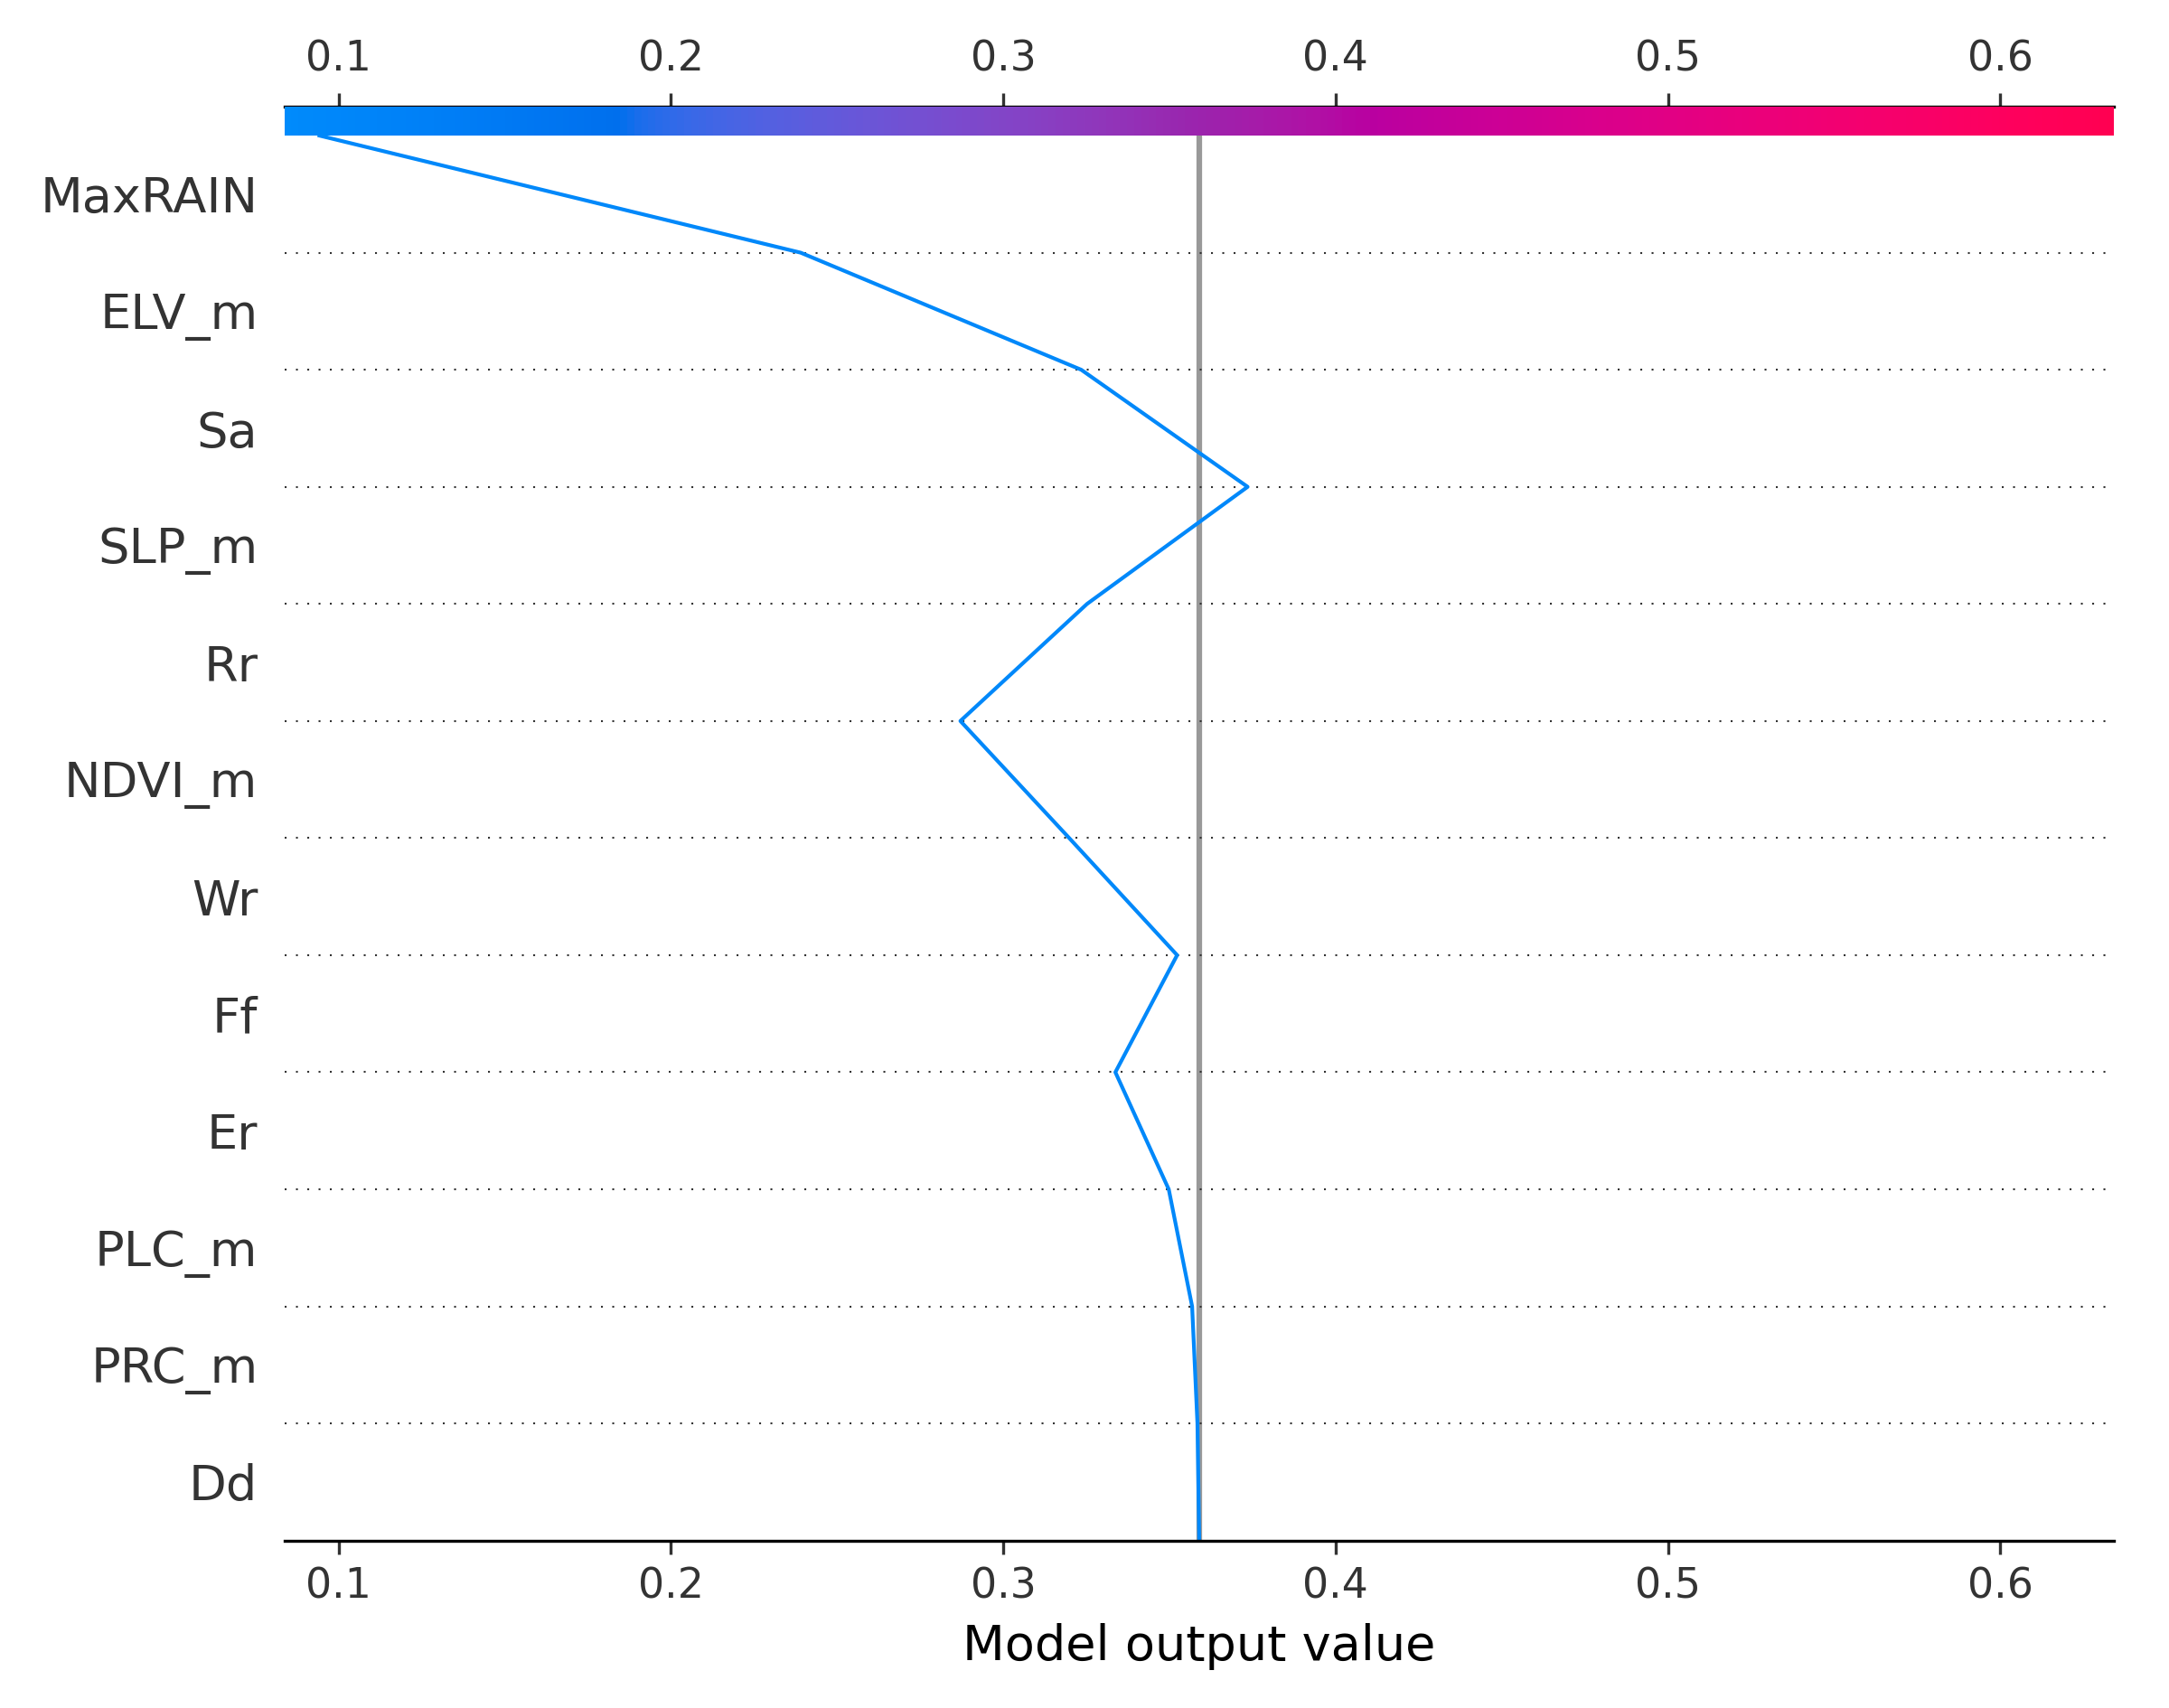 0.1 0.2 0.3 0.4 0.5 0.6
MaxRAIN
ELV_m
Sa
SLP_m
Rr
NDVI_m
Wr
Ff
Er
PLC_m
PRC_m
Dd
0.1 0.2 0.3 0.4 0.5 0.6
Model output value